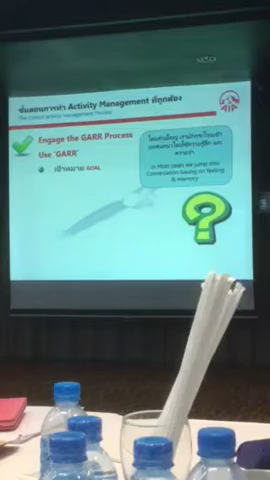 ขั้นตอนการทำ Activity Management ที่ถูกต้อง
The correct activity management Process
Engage the GARR Process
Use 'GARR'
เป้าหมาย GOAL
In Most cases we jump into
Conversation basing on feeling
& memory
AIA